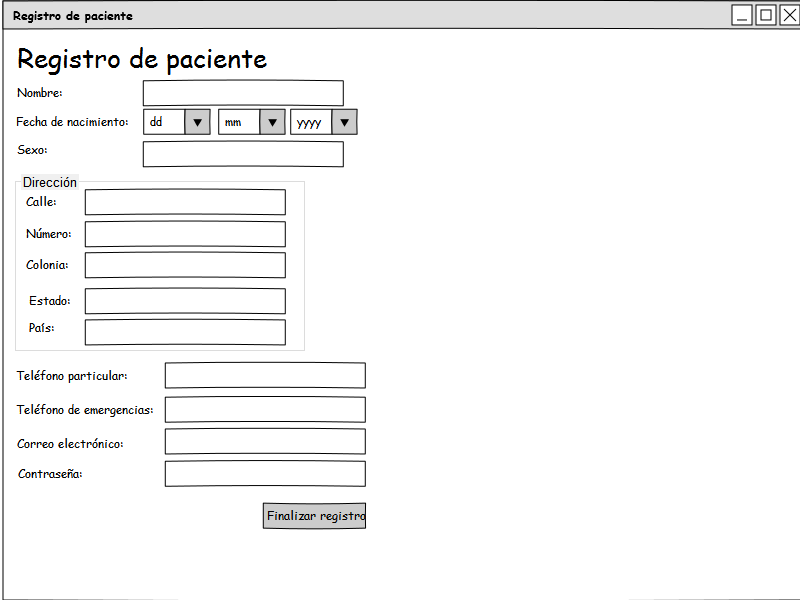 Registro de paciente
Registro de paciente
Nombre:
Fecha de nacimiento: dd mm yyyy
Sexo:
Dirección
Calle:
Número:
Colonia:
Estado:
País:
Teléfono particular:
Teléfono de emergencias:
Correo electrónico:
Contraseña:
Finalizar registro